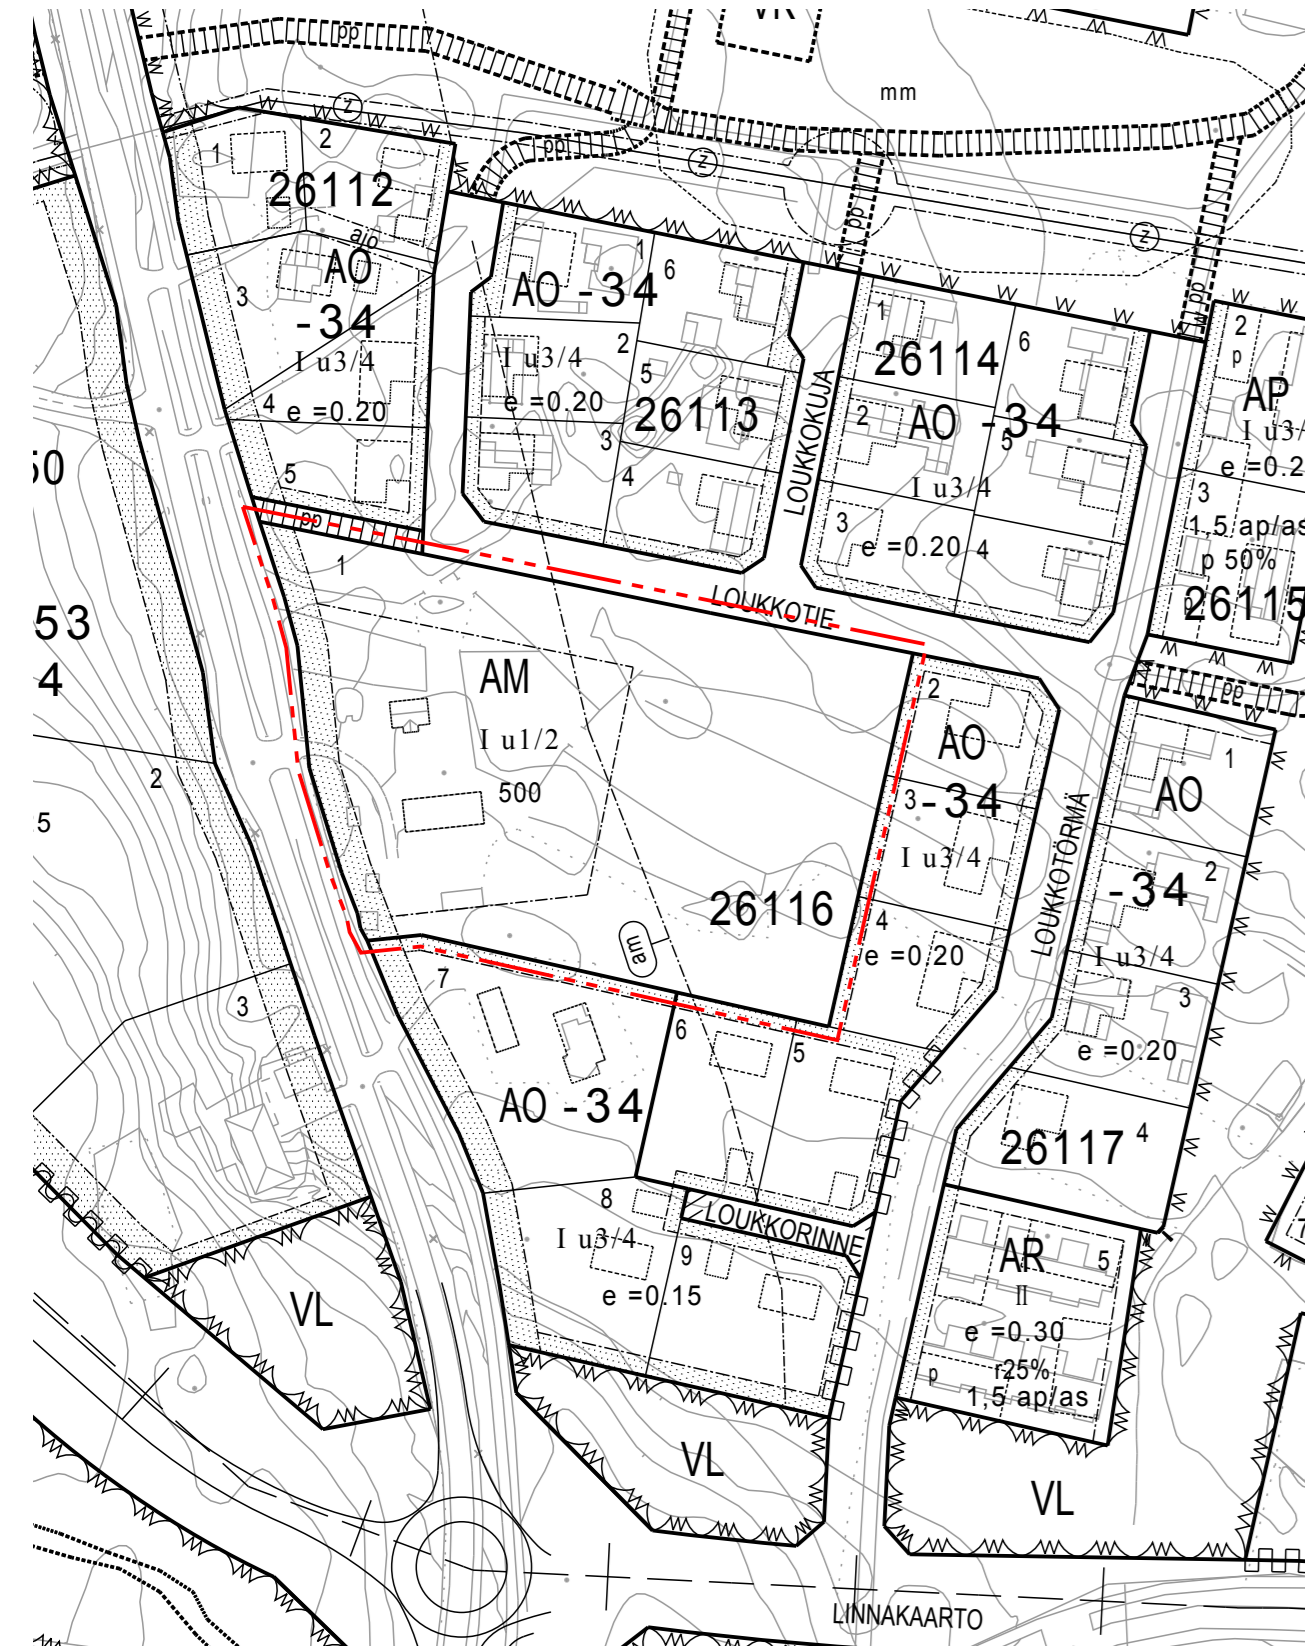 VR
pp
mm
z
pp
z
z
pp
pp
1
2
26112
ajo
AO
-34
I u3/4
3
4
e =0.20
5
1
6
AO -34
I u3/4
2
5
e =0.20
26113
3
4
LOUKKOKUJA
1
6
26114
2
AO -34
5
I u3/4
3
e =0.20
4
2
p
AP
I u3/
e =0.2
3
1,5 ap/as
p 50%
26115
p
50
53
4
2
5
3
pp
1
LOUKKOTIE
pp
AM
I u1/2
500
26116
am
2
AO
3
-34
I u3/4
4
e =0.20
LOUKKOTÖRMÄ
1
AO
2
-34
I u3/4
3
e =0.20
26117
4
7
6
5
AO -34
8
I u3/4
9
e =0.15
LOUKKORINNE
AR
5
II
e =0.30
r25%
p
1,5 ap/as
VL
VL
VL
LINNAKAARTO